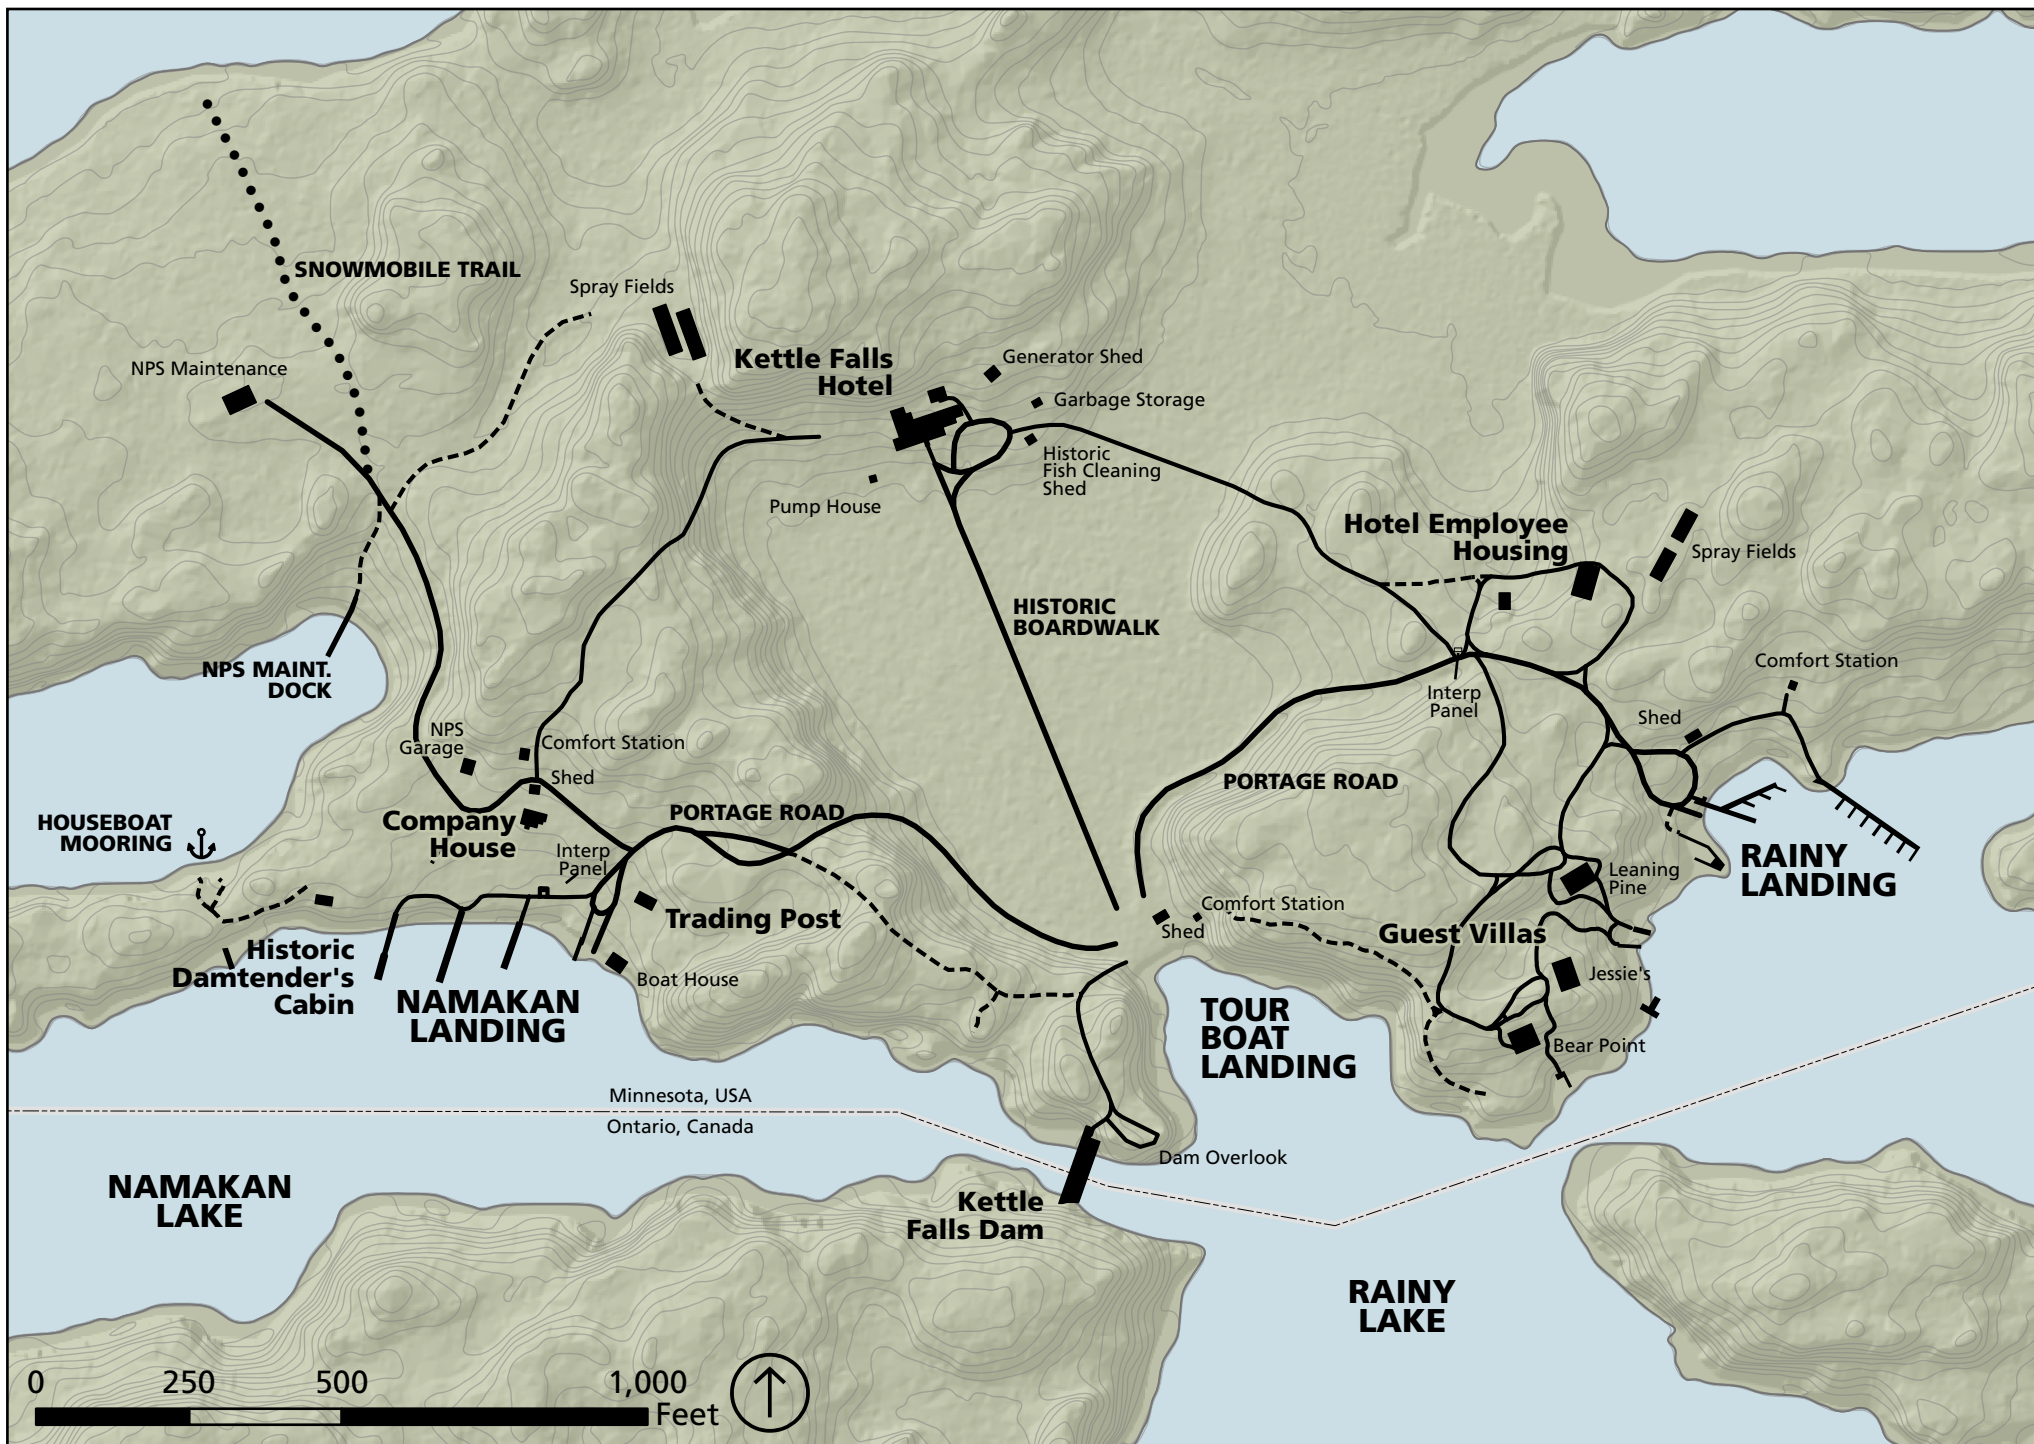 SNOWMOBILE TRAIL
Spray Fields
NPS Maintenance
Kettle Falls
Hotel
Generator Shed
Garbage Storage
Historic
Fish Cleaning
Shed
Pump House
Hotel Employee
Housing
Spray Fields
HISTORIC
BOARDWALK
NPS MAINT.
DOCK
Comfort Station
Interp
Panel
Shed
NPS
Garage
Comfort Station
Shed
PORTAGE ROAD
PORTAGE ROAD
HOUSEBOAT
MOORING
Company
House
Interp
Panel
RAINY
LANDING
Leaning
Pine
Trading Post
Comfort Station
Shed
Guest Villas
Historic
Damtender's
Cabin
NAMAKAN
LANDING
Boat House
Jessie's
TOUR
BOAT
LANDING
Bear Point
Minnesota, USA
Ontario, Canada
Dam Overlook
NAMAKAN
LAKE
Kettle
Falls Dam
RAINY
LAKE
0 250 500 1,000
Feet